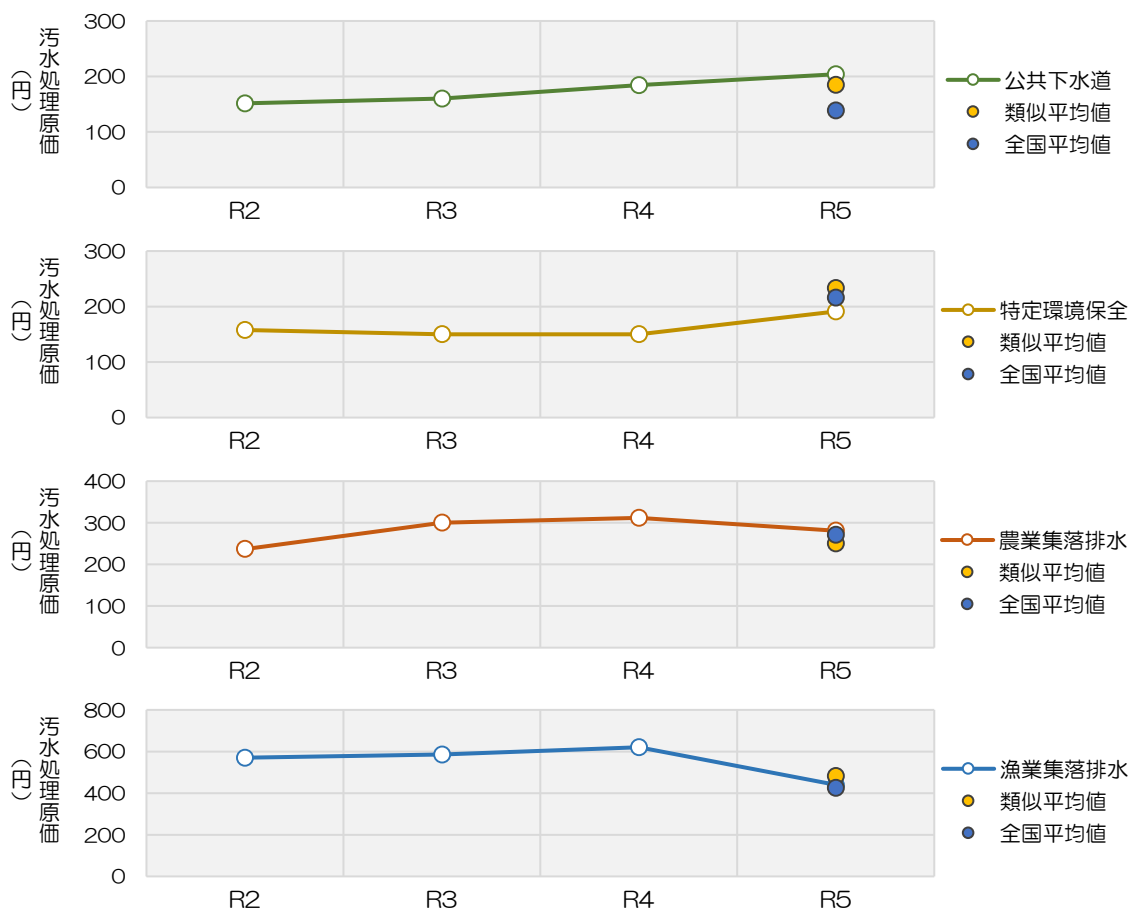 汚水処理原価
（円）
300
200
100
0
R2
R3
R4
R5
公共下水道
類似平均値
全国平均値
汚水処理原価
（円）
300
200
100
0
R2
R3
R4
R5
特定環境保全
類似平均値
全国平均値
汚水処理原価
（円）
400
300
200
100
0
R2
R3
R4
R5
農業集落排水
類似平均値
全国平均値
汚水処理原価
（円）
800
600
400
200
0
R2
R3
R4
R5
漁業集落排水
類似平均値
全国平均値